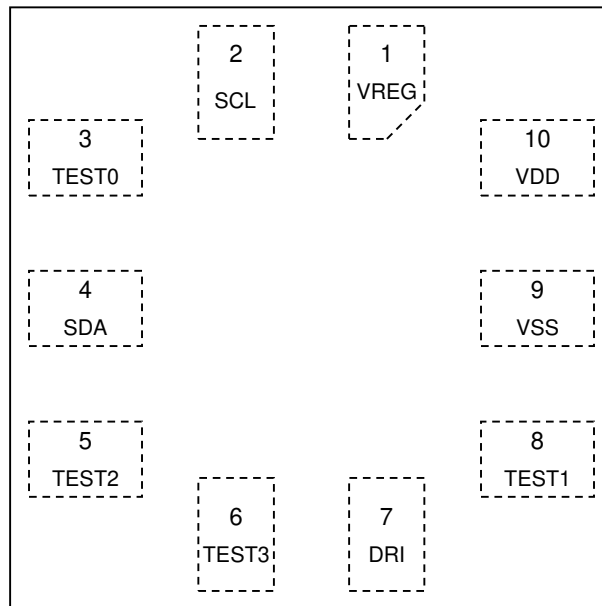 2
SCL
1
VREG
3
TEST0
10
VDD
4
SDA
9
VSS
5
TEST2
8
TEST1
6
TEST3
7
DRI